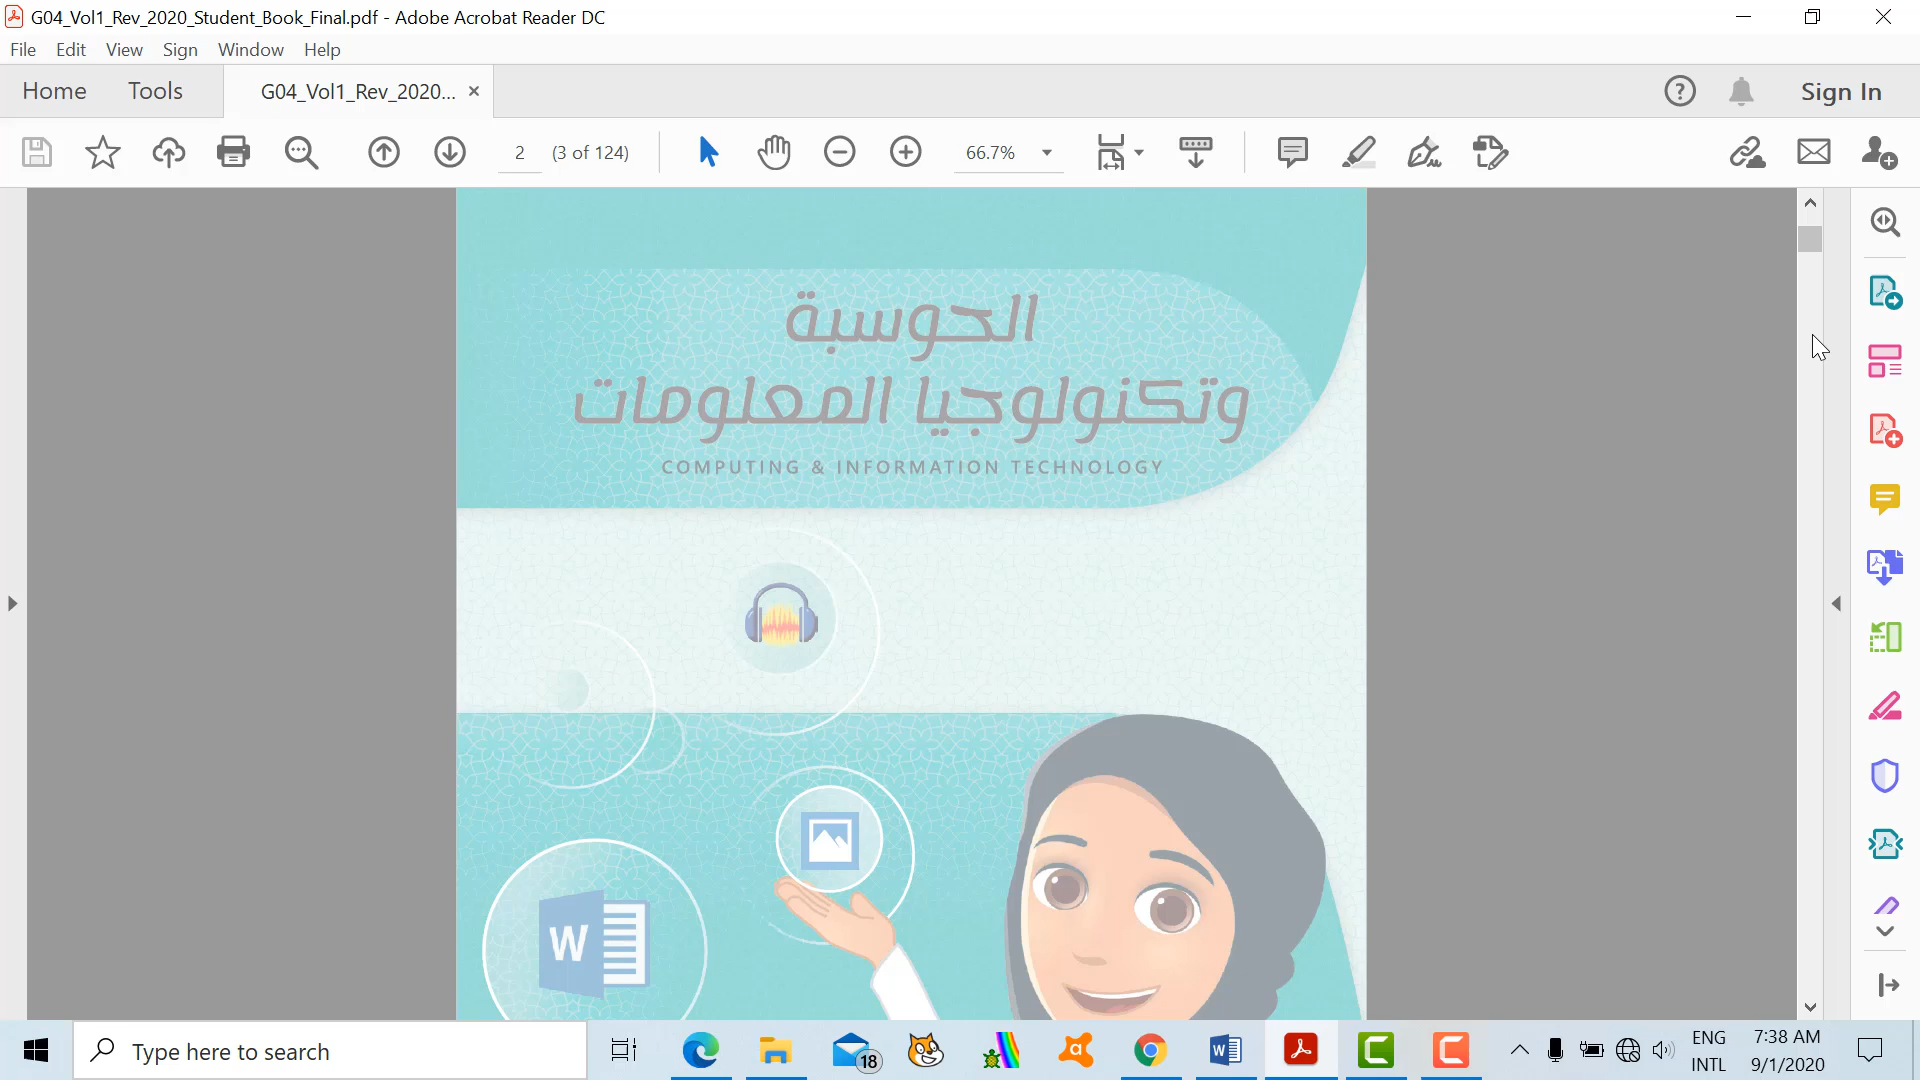 G04_Vol1_Rev_2020_Student_Book_Final.pdf - Adobe Acrobat Reader DC
File Edit View Sign Window Help
Home Tools G04_Vol1_Rev_2020... × Sign In
2 (3 of 124) 66.7%
الحوسبة
وتكنولوجيا المعلومات
COMPUTING & INFORMATION TECHNOLOGY
W
Type here to search
18
ENG
INTL
7:38 AM
9/1/2020